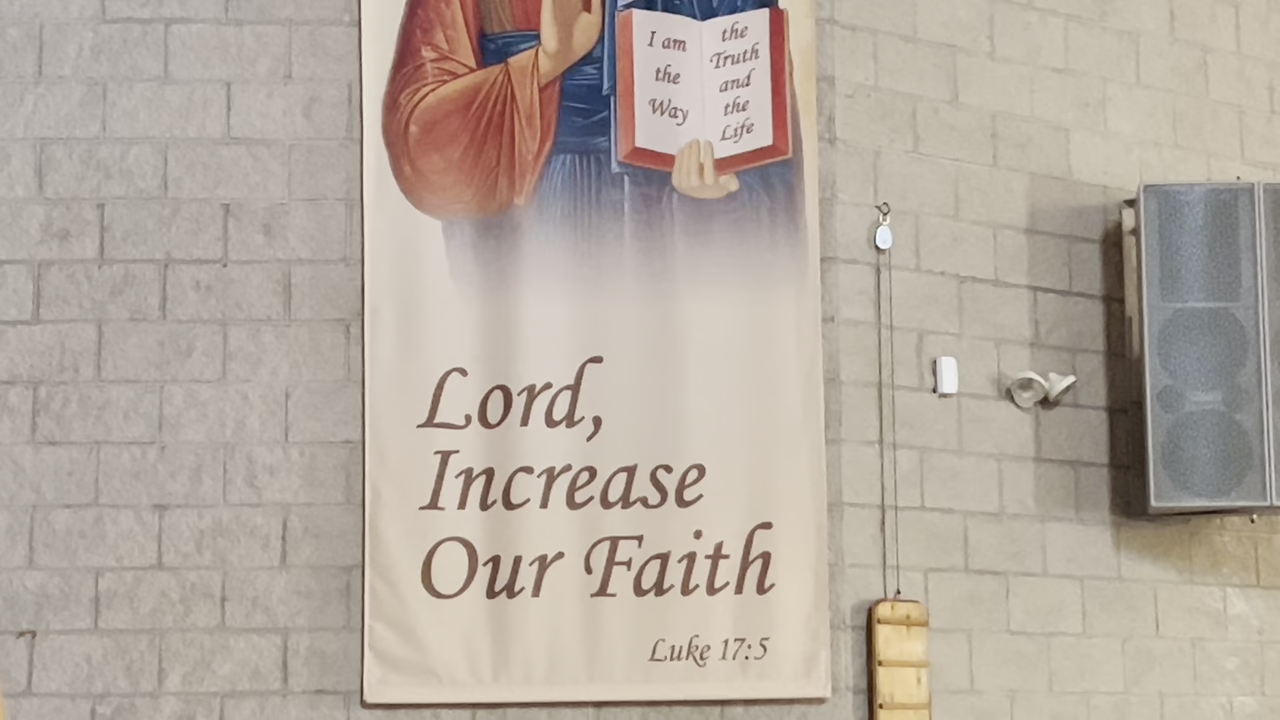 I am
the
Way
the
Truth
and
the
Life
Lord,
Increase
Our Faith
Luke 17:5